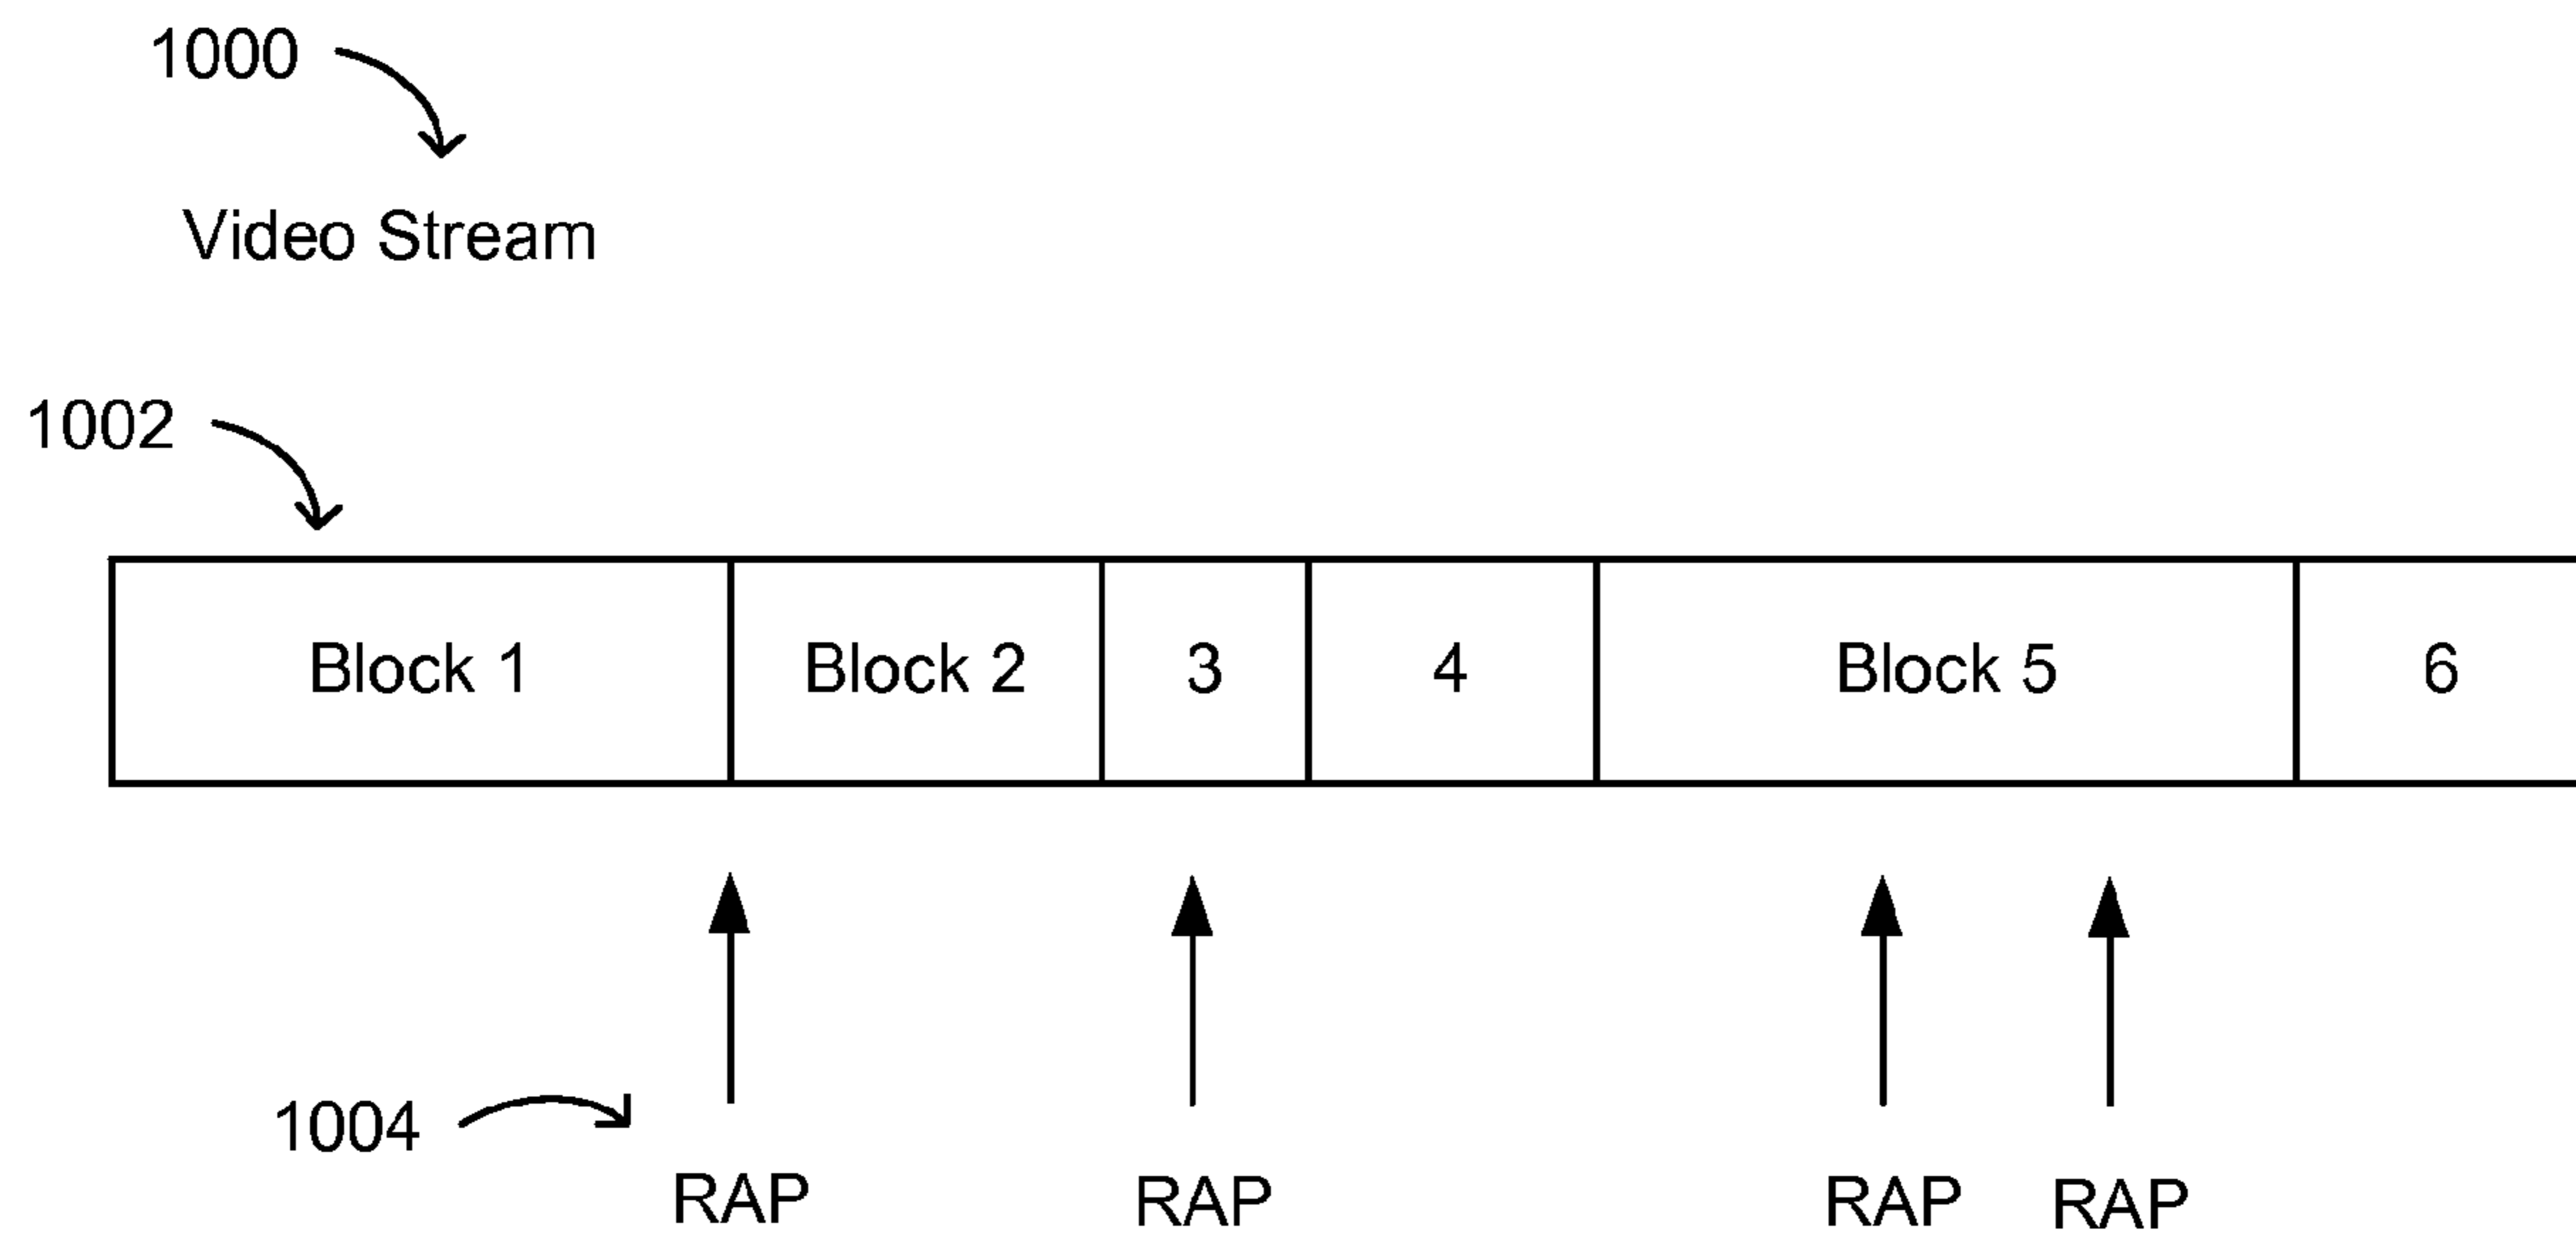 1000
Video Stream
1002
Block 1 Block 2 3 4 Block 5 6
1004
RAP RAP RAP RAP